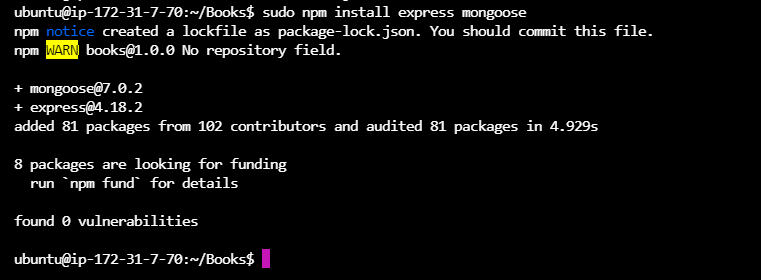 ubuntu@ip-172-31-7-70:~/Books$ sudo npm install express mongoose
npm notice created a lockfile as package-lock.json. You should commit this file.
npm WARN books@1.0.0 No repository field.
+ mongoose@7.0.2
+ express@4.18.2
added 81 packages from 102 contributors and audited 81 packages in 4.929s
8 packages are looking for funding
  run `npm fund` for details
found 0 vulnerabilities
ubuntu@ip-172-31-7-70:~/Books$